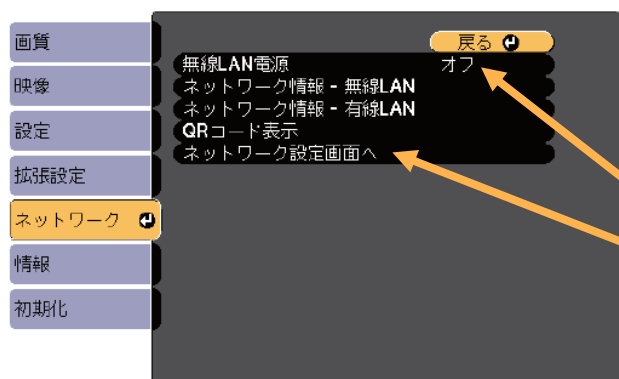 画質
映像
設定
拡張設定
ネットワーク
情報
初期化
戻る
無線LAN電源 オフ
ネットワーク情報 - 無線LAN
ネットワーク情報 - 有線LAN
QRコード表示
ネットワーク設定画面へ